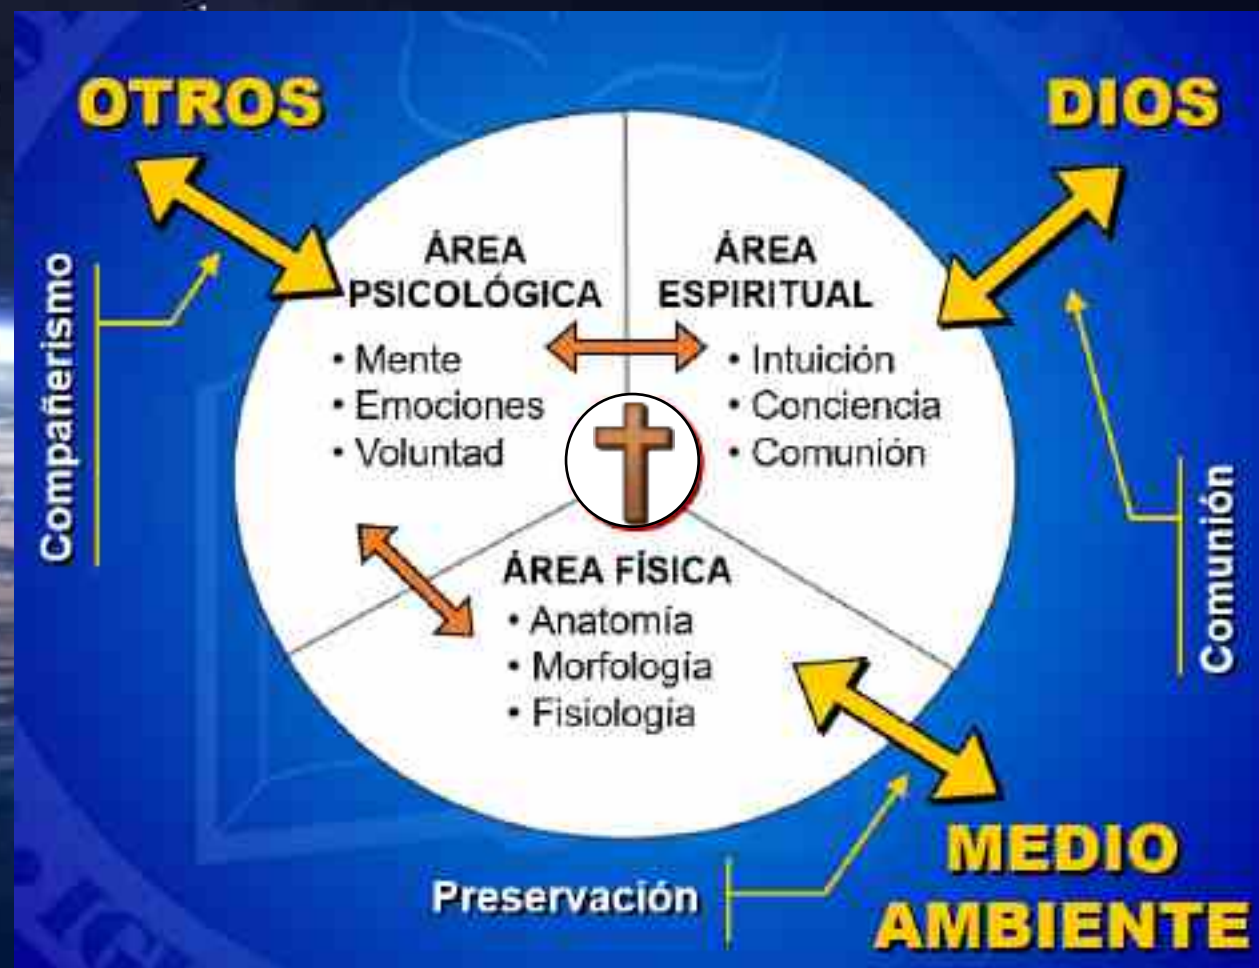 OTROS
DIOS
ÁREA
PSICOLÓGICA
• Mente
• Emociones
• Voluntad
ÁREA
ESPIRITUAL
• Intuición
• Conciencia
• Comunión
ÁREA FÍSICA
• Anatomía
• Morfología
• Fisiología
Compañerismo
Comunión
Preservación
MEDIO
AMBIENTE